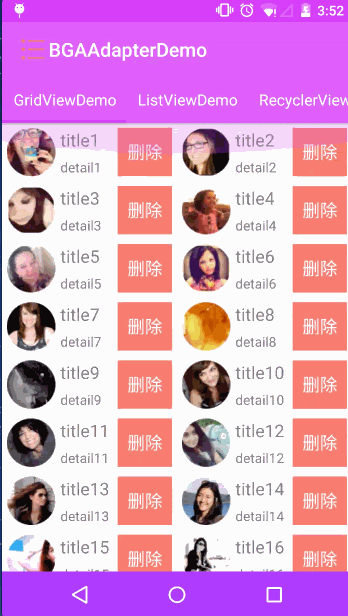 3:52
BGAAdapterDemo
GridViewDemo ListViewDemo RecyclerView
title1 删除 title2 删除
detail1 detail2
title3 删除 title4 删除
detail3 detail4
title5 删除 title6 删除
detail5 detail6
title7 删除 title8 删除
detail7 detail8
title9 删除 title10 删除
detail9 detail10
title11 删除 title12 删除
detail11 detail12
title13 删除 title14 删除
detail13 detail14
title15 删除 title16 删除